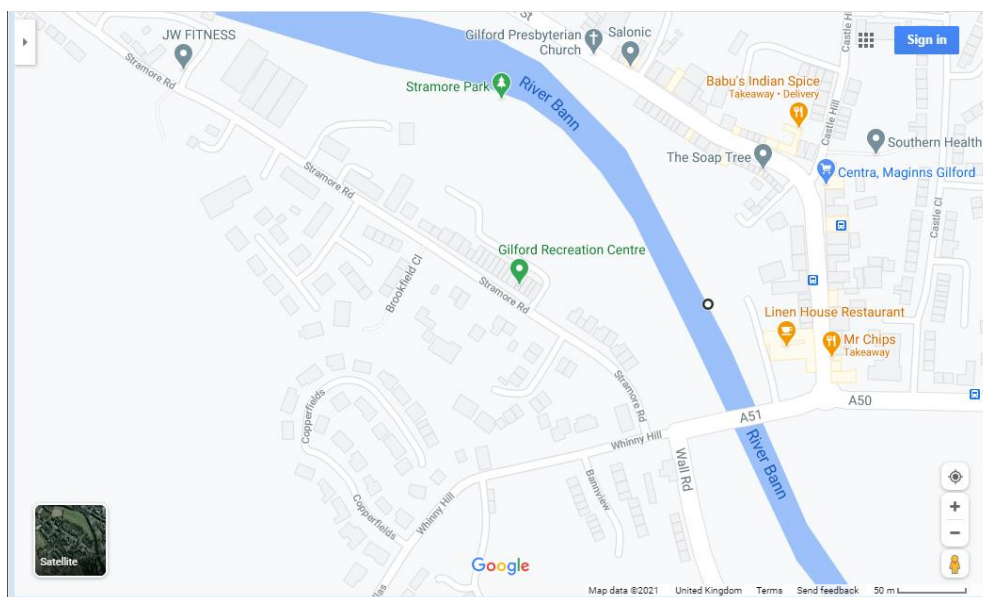 JW FITNESS
Stramore Rd
Gilford Presbyterian
Church
St
Salonic
Castle Hill
Sign in
Stramore Park
River Bann
Babu's Indian Spice
Takeaway • Delivery
Castle Hill
The Soap Tree
Southern Health
Centra, Maginns Gilford
Stramore Rd
Castle Cl
Gilford Recreation Centre
Brookfield Cl
Stramore Rd
Linen House Restaurant
Mr Chips
Takeaway
Stramore Rd
Copperfields
A50
A51
Whinny Hill
River Bann
Wall Rd
Bannview
Whinny Hill
Copperfields
Satellite
Google
Map data ©2021
United Kingdom
Terms
Send feedback
50 m